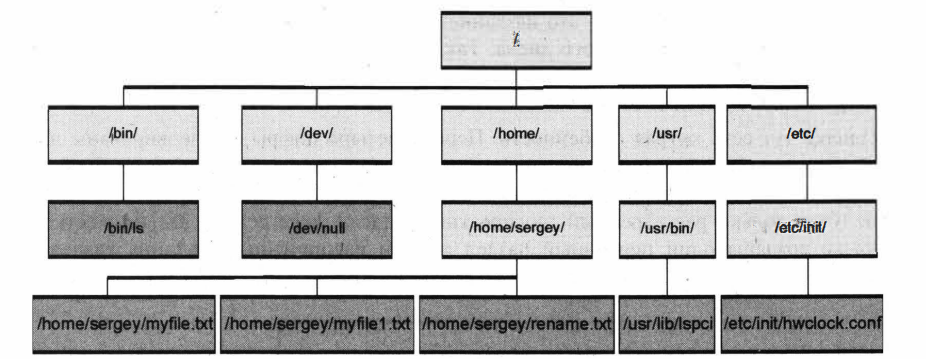 /
/bin/
/dev/
/home/
/usr/
/etc/
/bin/ls
/dev/null
/home/sergey/
/usr/bin/
/etc/init/
/home/sergey/myfile.txt
/home/sergey/myfile1.txt
/home/sergey/rename.txt
/usr/lib/lspci
/etc/init/hwclock.conf